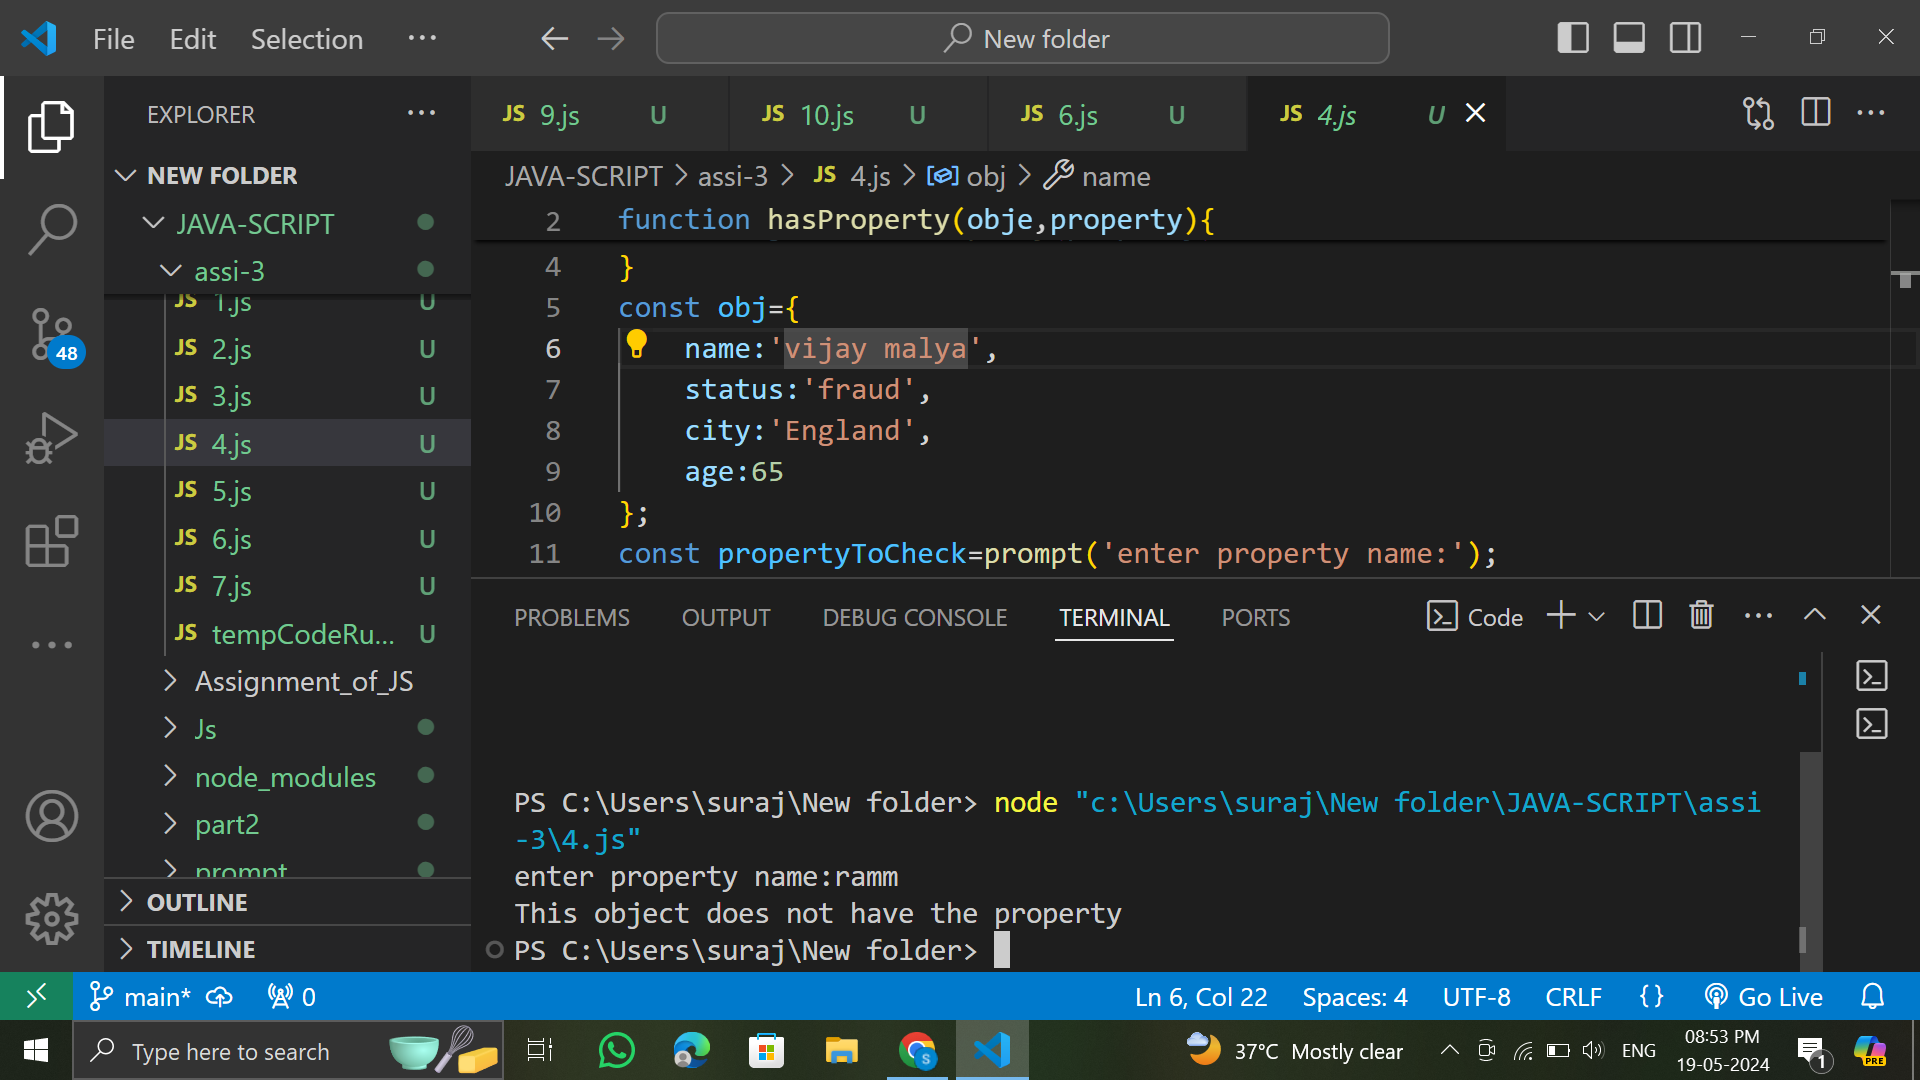 File Edit Selection ···
New folder
EXPLORER ···
NEW FOLDER
JAVA-SCRIPT
assi-3
JS 1.js U
JS 2.js U
JS 3.js U
JS 4.js U
JS 5.js U
JS 6.js U
JS 7.js U
JS tempCodeRu... U
Assignment_of_JS
Js
node_modules
part2
prompt
OUTLINE
TIMELINE
48
JS 9.js U JS 10.js U JS 6.js U JS 4.js U
JAVA-SCRIPT > assi-3 > JS 4.js > obj > name
2 function hasProperty(obje,property){
4 }
5 const obj={
6 name:'vijay malya',
7 status:'fraud',
8 city:'England',
9 age:65
10 };
11 const propertyToCheck=prompt('enter property name:');
PROBLEMS OUTPUT DEBUG CONSOLE TERMINAL PORTS Code
PS C:\Users\suraj\New folder> node "c:\Users\suraj\New folder\JAVA-SCRIPT\assi
-3\4.js"
enter property name:ramm
This object does not have the property
PS C:\Users\suraj\New folder>
main* 0 Ln 6, Col 22 Spaces: 4 UTF-8 CRLF {} Go Live
Type here to search
S
37°C Mostly clear ENG
08:53 PM
19-05-2024
1
PRE